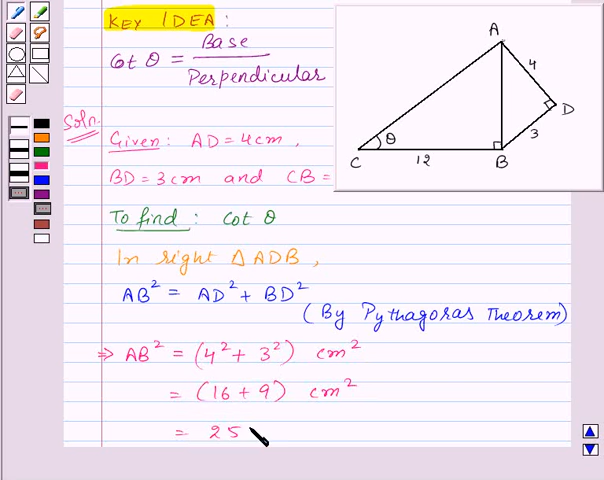 KEY IDEA:
Cot θ = Base / Perpendicular
Soln.
Given: AD = 4cm,
BD = 3cm and CB =
To find: Cot θ
In right △ADB,
AB² = AD² + BD²
(By Pythagoras Theorem)
⇒ AB² = (4² + 3²) cm²
= (16 + 9) cm²
= 25
A
4
D
3
θ
C
12
B